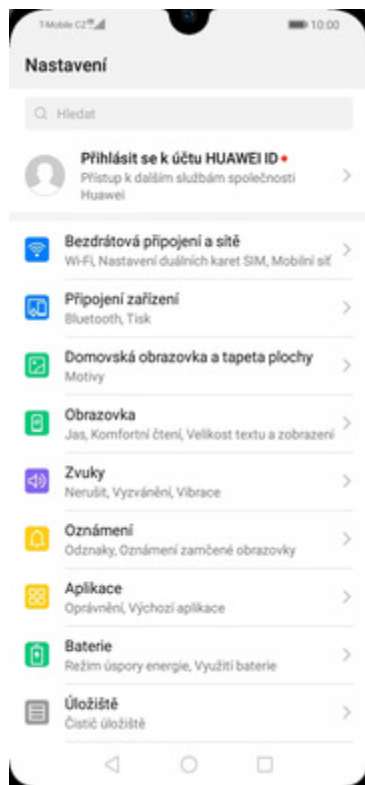 T-Mobile CZ 10:00
Nastavení
Hledat
Přihlásit se k účtu HUAWEI ID
Přístup k dalším službám společnosti
Huawei
Bezdrátová připojení a sítě
Wi-Fi, Nastavení duálních karet SIM, Mobilní síť
Připojení zařízení
Bluetooth, Tisk
Domovská obrazovka a tapeta plochy
Motivy
Obrazovka
Jas, Komfortní čtení, Velikost textu a zobrazení
Zvuky
Nerušit, Vyzvánění, Vibrace
Oznámení
Odznaky, Oznámení zamčené obrazovky
Aplikace
Oprávnění, Výchozí aplikace
Baterie
Režim úspory energie, Využití baterie
Úložiště
Čistič úložiště